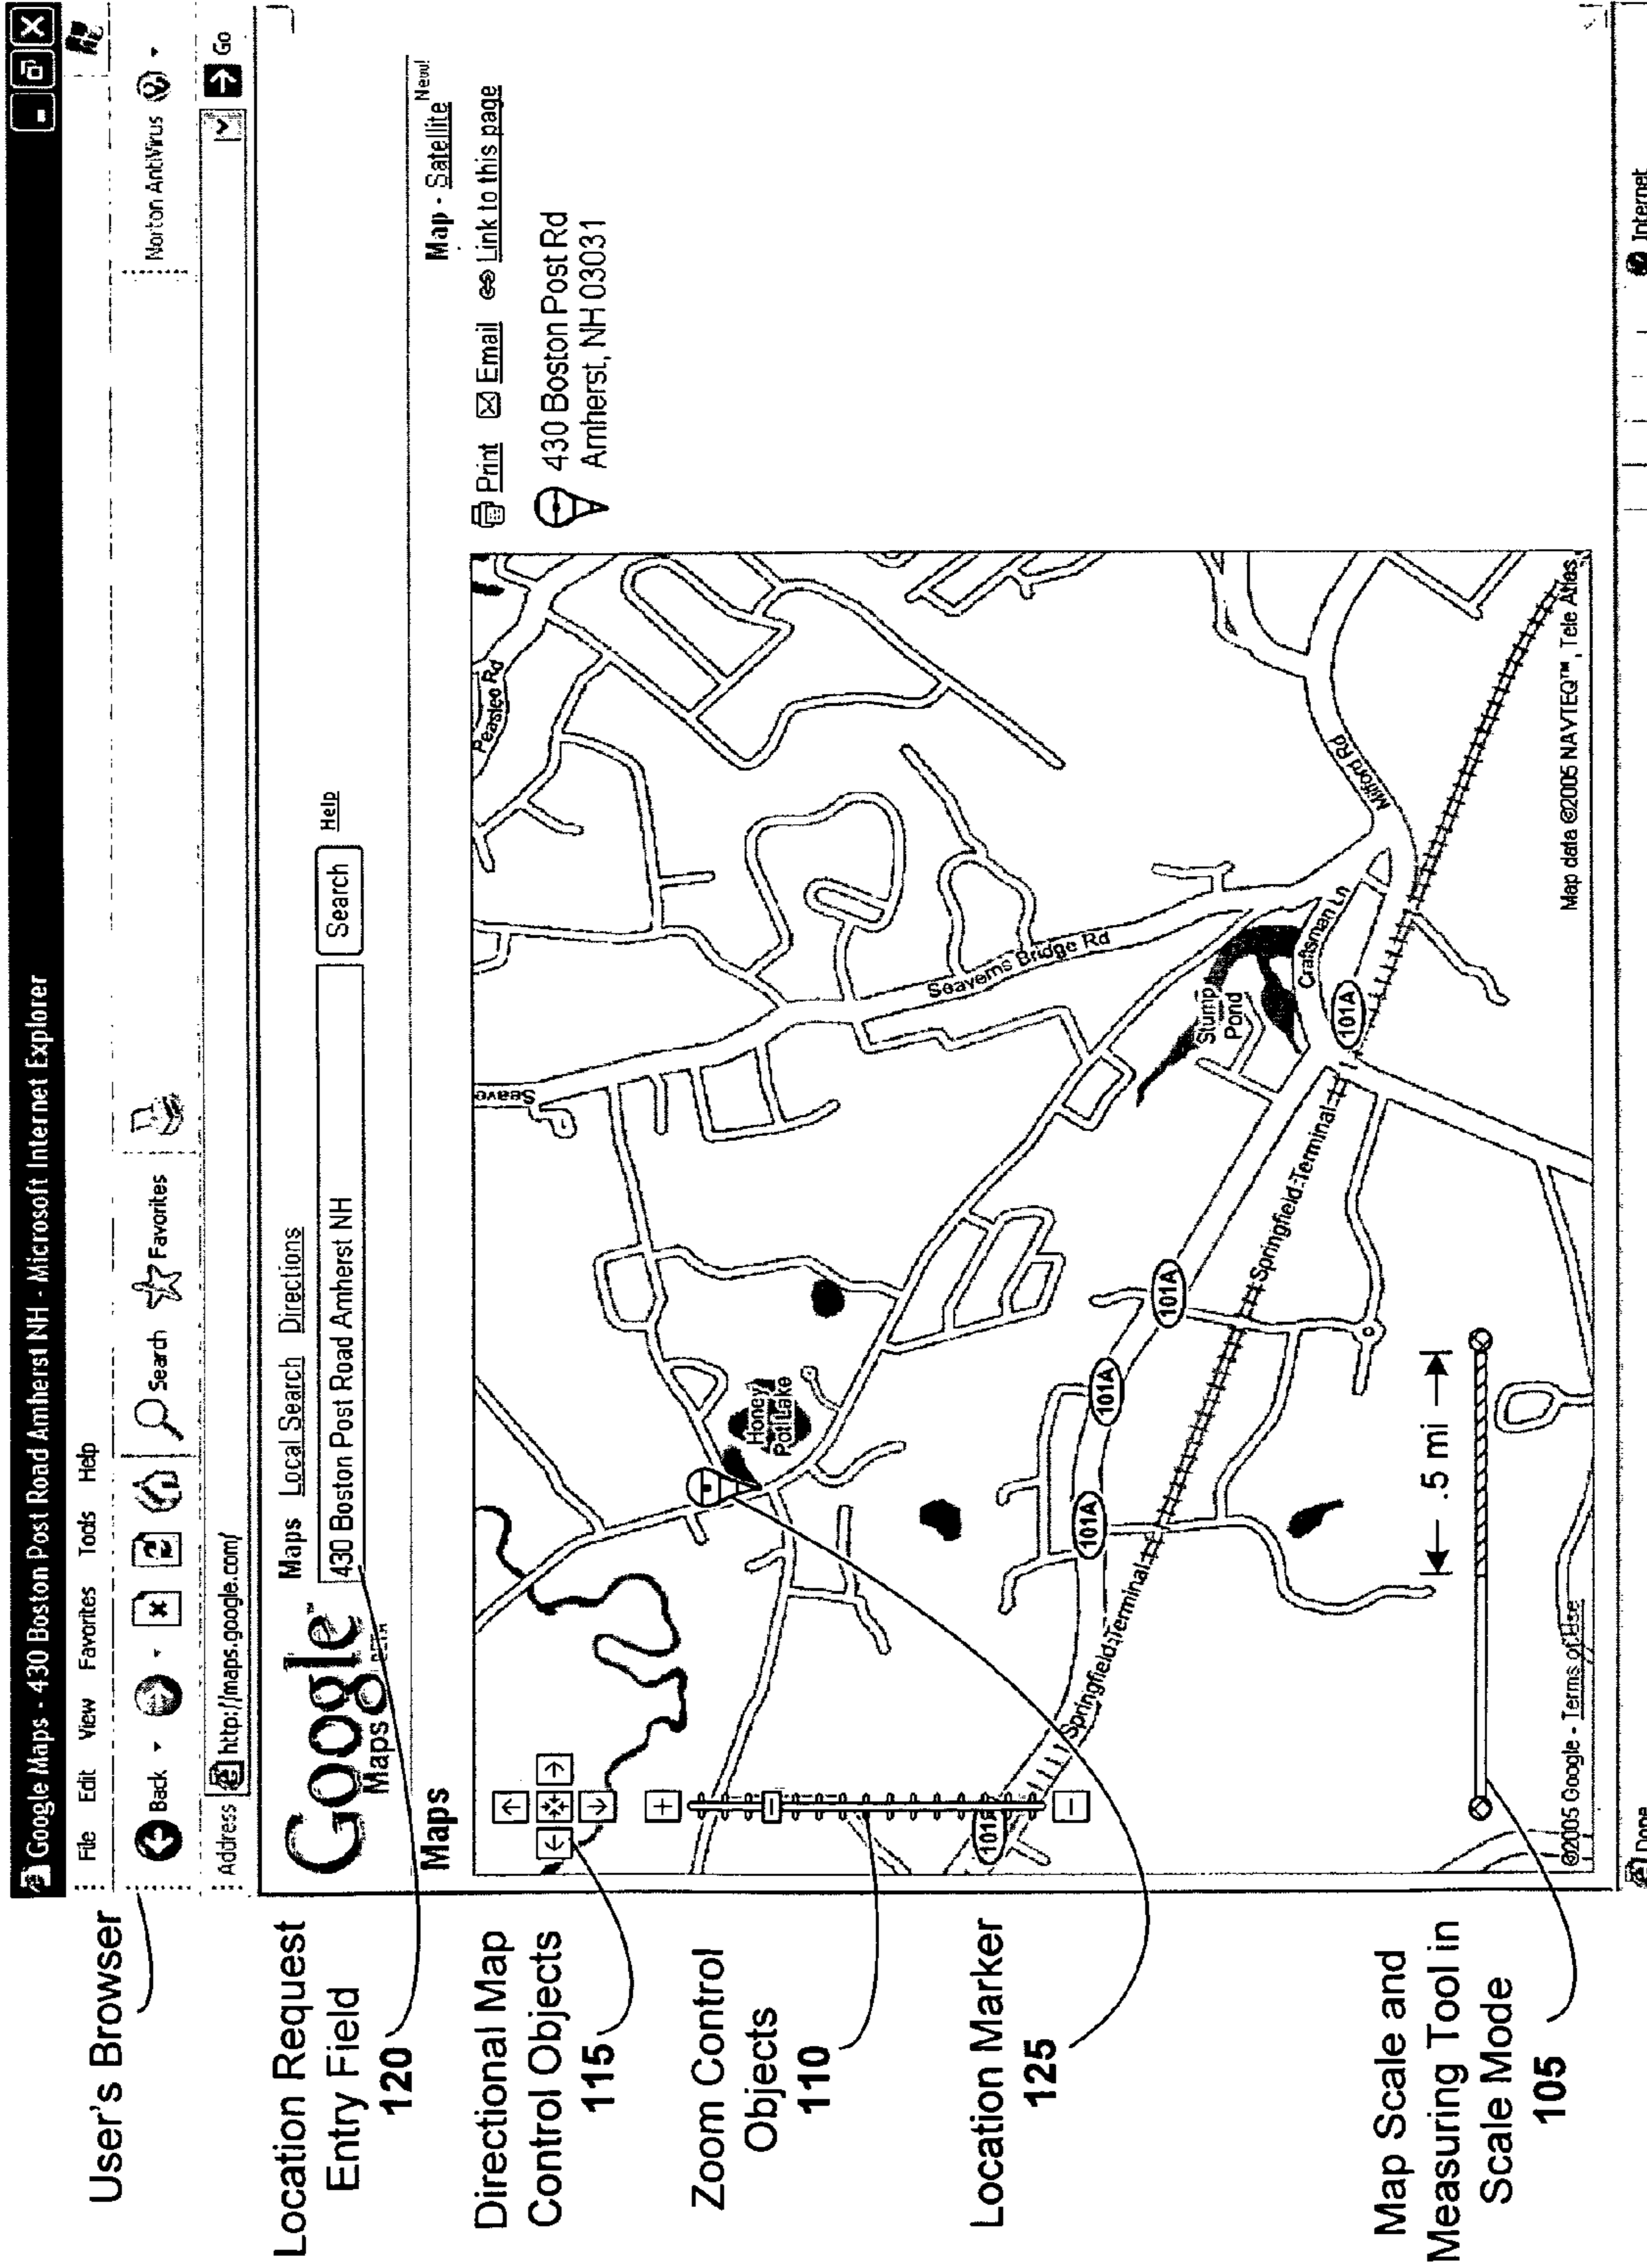 Google Maps - 430 Boston Post Road Amherst NH - Microsoft Internet Explorer
File Edit View Favorites Tools Help
Back Search Favorites Norton AntiVirus
Address http://maps.google.com/ Go
Google™ Maps BETA
Maps Local Search Directions
430 Boston Post Road Amherst NH Search Help
Maps
Map - Satellite New!
Print Email Link to this page
430 Boston Post Rd
Amherst, NH 03031
Peaslee Rd
Seave
Honey
Pot Lake
Seaverns Bridge Rd
Stump
Pond
Craftsman Ln
Milford Rd
101A
101A
101A
101A
101A
Springfield Terminal
Springfield Terminal
.5 mi
©2005 Google - Terms of Use
Map data ©2005 NAVTEQ™, Tele Atlas
Done Internet
User's Browser
Location Request
Entry Field
120
Directional Map
Control Objects
115
Zoom Control
Objects
110
Location Marker
125
Map Scale and
Measuring Tool in
Scale Mode
105